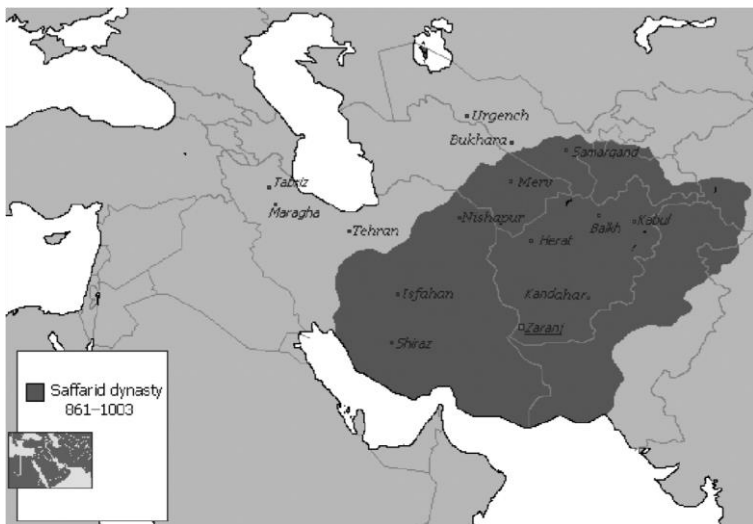 Urgench
Bukhara
Samarqand
Tabriz
Merv
Maragha
Nishapur
Balkh
Kabul
Tehran
Herat
Isfahan
Kandahar
Zaranj
Shiraz
Saffarid dynasty
861–1003